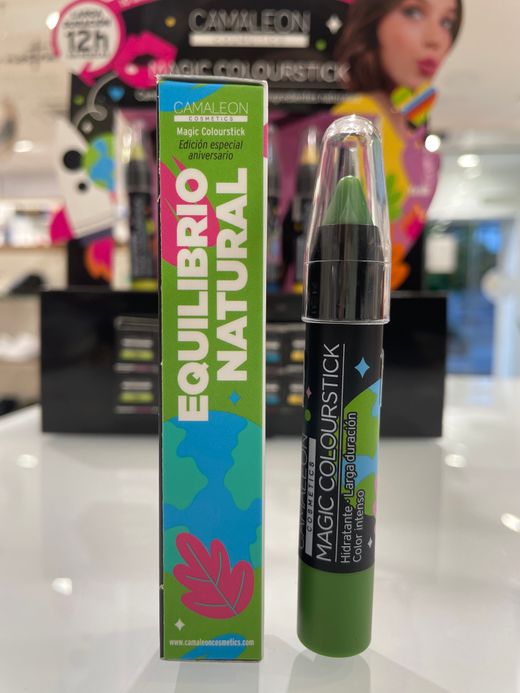 12h
CAMALEON
COSMETICS
MAGIC COLOURSTICK
CAMALEON
COSMETICS
Magic Colourstick
Edición especial
aniversario
EQUILIBRIO
NATURAL
www.camaleoncosmetics.com
CAMALEON
COSMETICS
MAGIC COLOURSTICK
Hidratante · Larga duración
Color intenso